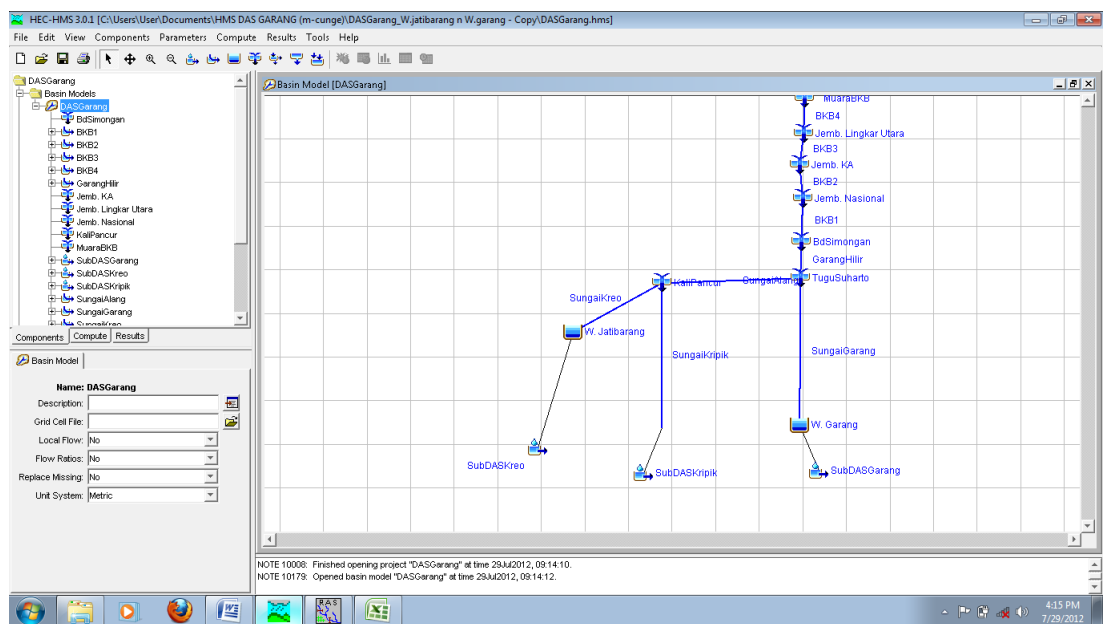 HEC-HMS 3.0.1 [C:\Users\User\Documents\HMS DAS GARANG (m-cunge)\DASGarang_W.jatibarang n W.garang - Copy\DASGarang.hms]
File Edit View Components Parameters Compute Results Tools Help
DASGarang
Basin Models
DASGarang
BdSimongan
BKB1
BKB2
BKB3
BKB4
GarangHilir
Jemb. KA
Jemb. Lingkar Utara
Jemb. Nasional
KaliPancur
MuaraBKB
SubDASGarang
SubDASKreo
SubDASKripik
SungaiAlang
SungaiGarang
SungaiKreo
Components Compute Results
Basin Model
Name: DASGarang
Description:
Grid Cell File:
Local Flow: No
Flow Ratios: No
Replace Missing: No
Unit System: Metric
Basin Model [DASGarang]
MuaraBKB
BKB4
Jemb. Lingkar Utara
BKB3
Jemb. KA
BKB2
Jemb. Nasional
BKB1
BdSimongan
GarangHilir
KaliPancur SungaiAlang TuguSuharto
SungaiKreo
W. Jatibarang
SungaiKripik
SungaiGarang
W. Garang
SubDASKreo
SubDASKripik
SubDASGarang
NOTE 10008: Finished opening project "DASGarang" at time 29Jul2012, 09:14:10.
NOTE 10179: Opened basin model "DASGarang" at time 29Jul2012, 09:14:12.
RAS
4:15 PM
7/29/2012